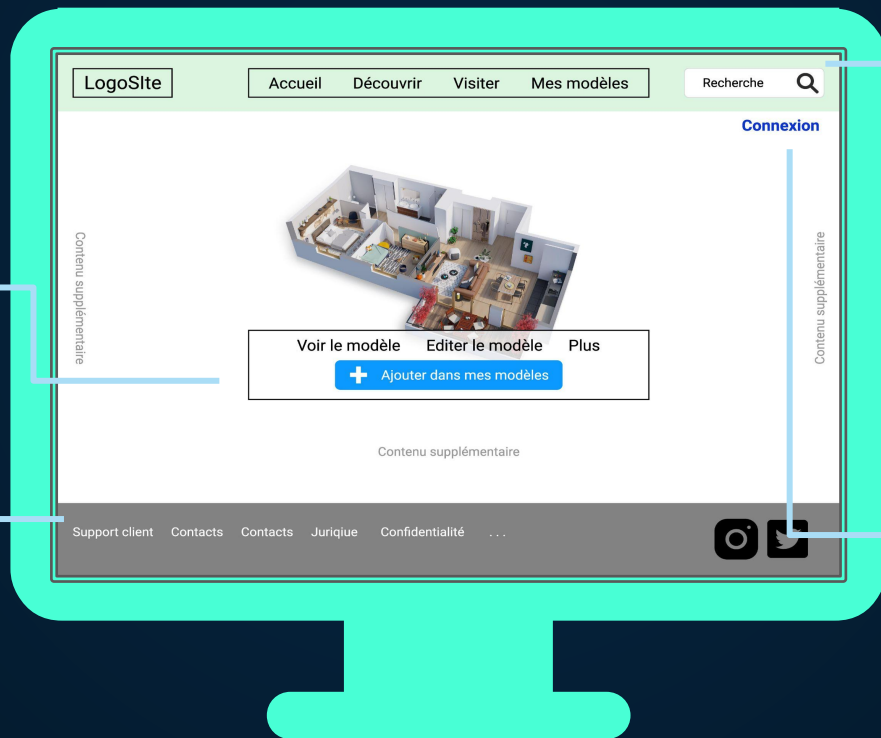 LogoSIte
Accueil Découvrir Visiter Mes modèles
Recherche
Connexion
Contenu supplémentaire
Contenu supplémentaire
Voir le modèle Editer le modèle Plus
Ajouter dans mes modèles
Contenu supplémentaire
Support client Contacts Contacts Juriqiue Confidentialité ...